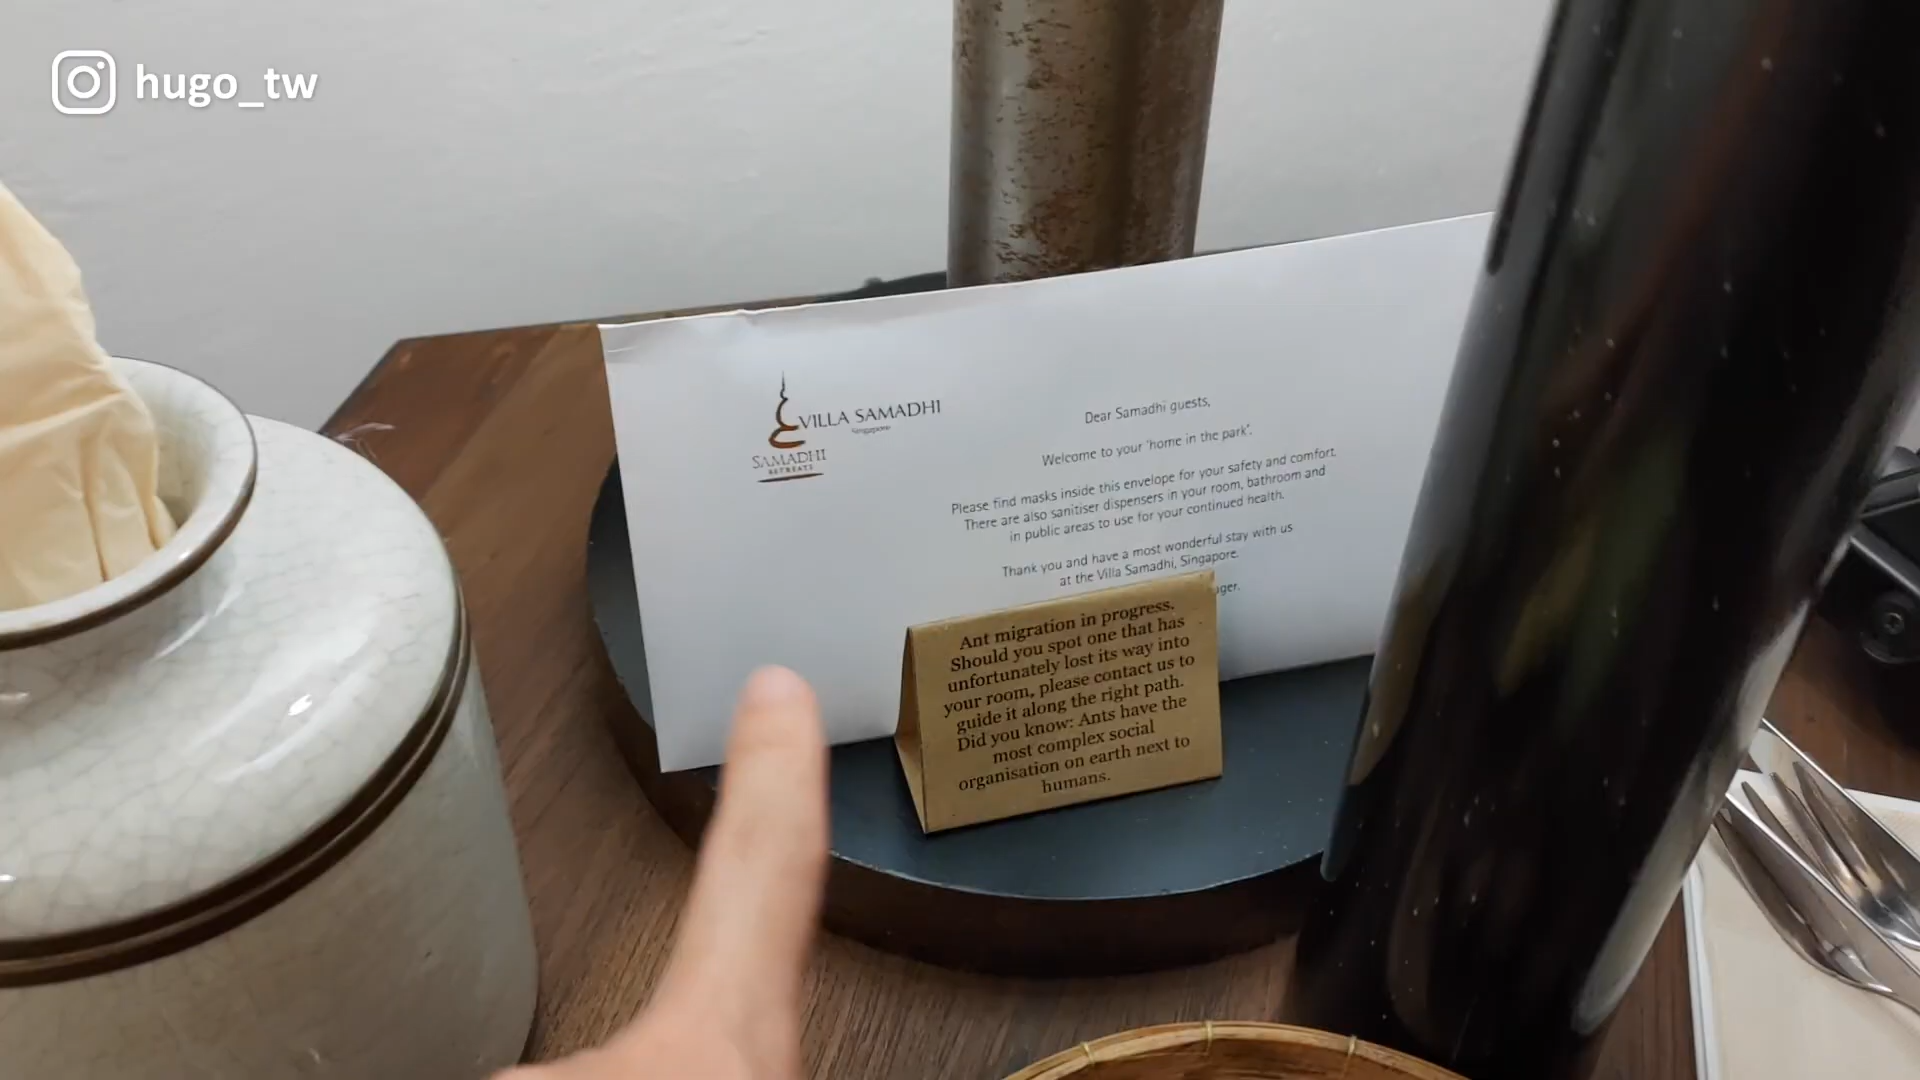 hugo_tw
VILLA SAMADHI
Singapore
SAMADHI
RETREATS
Dear Samadhi guests,
Welcome to your 'home in the park'.
Please find masks inside this envelope for your safety and comfort.
There are also sanitiser dispensers in your room, bathroom and
in public areas to use for your continued health.
Thank you and have a most wonderful stay with us
at the Villa Samadhi, Singapore.
Ant migration in progress.
Should you spot one that has
unfortunately lost its way into
your room, please contact us to
guide it along the right path.
Did you know: Ants have the
most complex social
organisation on earth next to
humans.